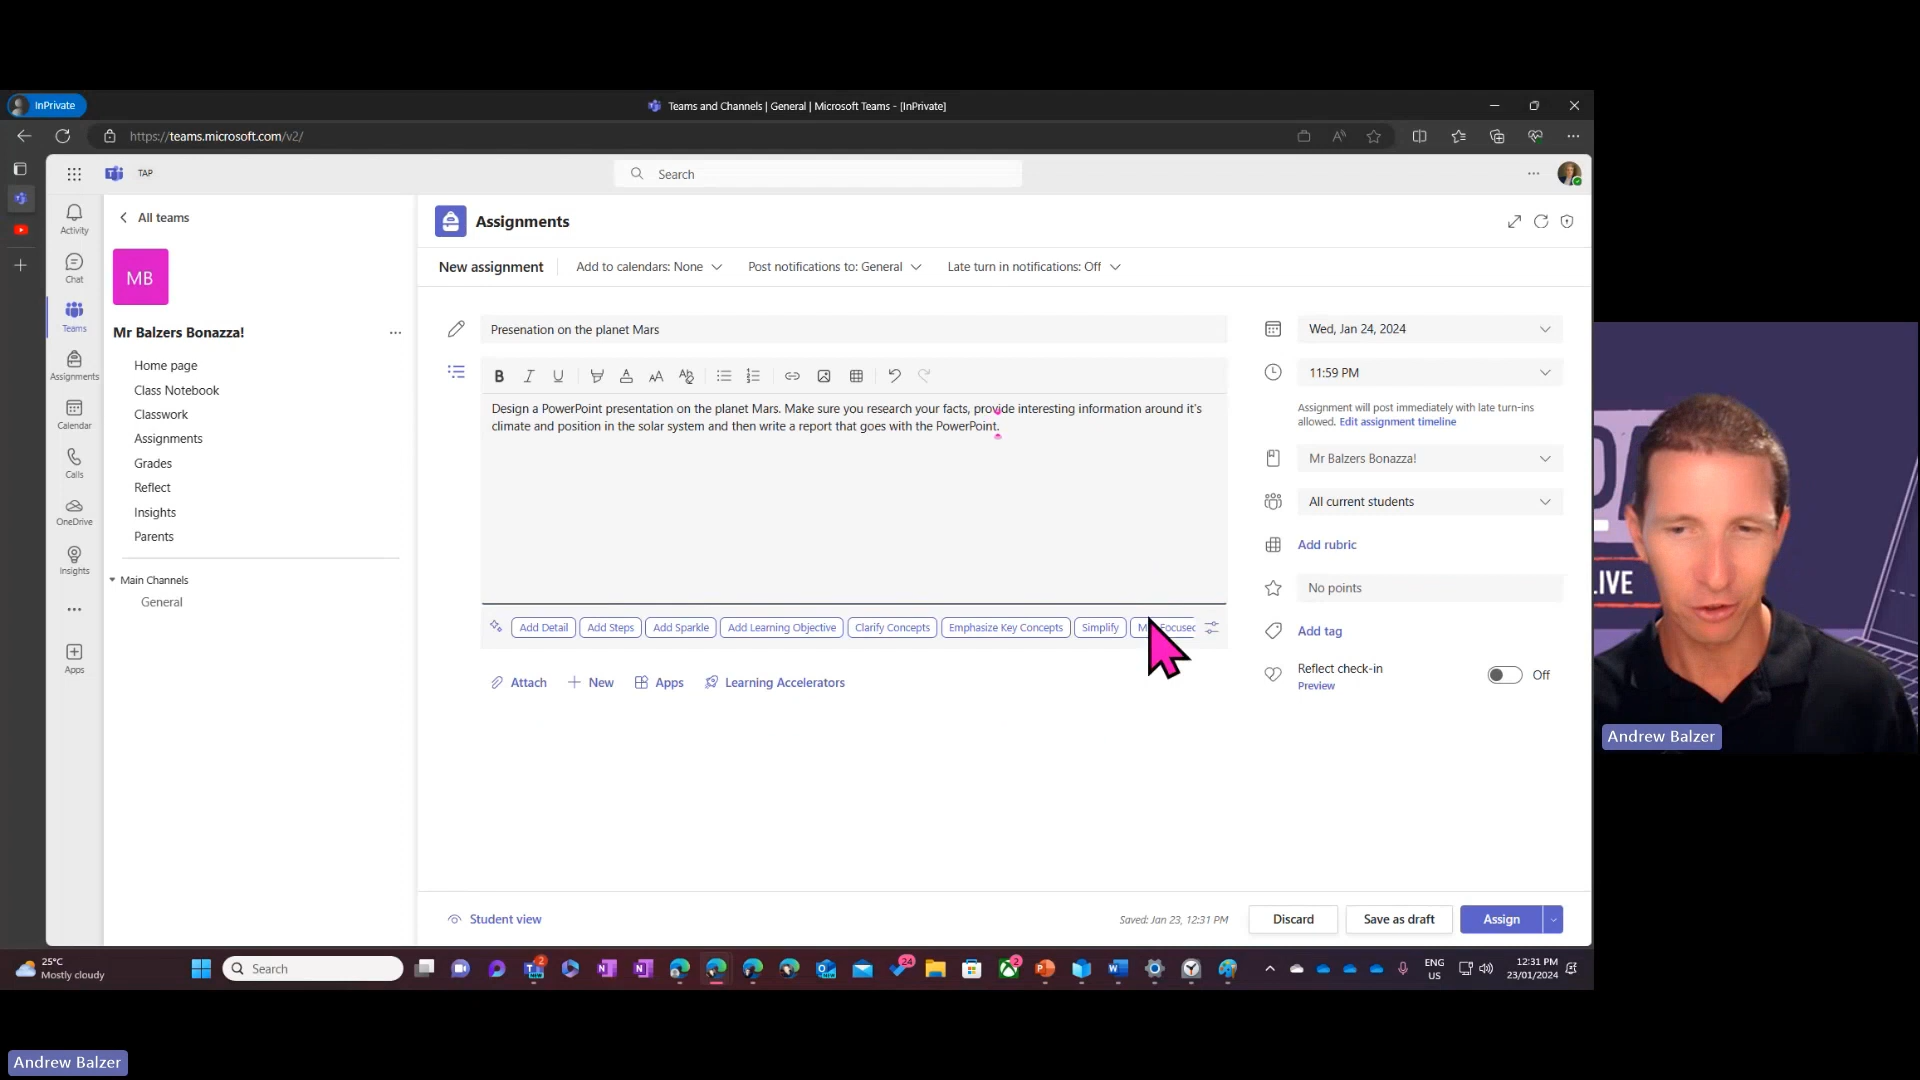 InPrivate
Teams and Channels | General | Microsoft Teams - [InPrivate]
https://teams.microsoft.com/v2/
TAP
Search
Activity
Chat
Teams
Assignments
Calendar
Calls
OneDrive
Insights
Apps
All teams
MB
Mr Balzers Bonazza!
Home page
Class Notebook
Classwork
Assignments
Grades
Reflect
Insights
Parents
Main Channels
General
Assignments
New assignment
Add to calendars: None
Post notifications to: General
Late turn in notifications: Off
Presenation on the planet Mars
Design a PowerPoint presentation on the planet Mars. Make sure you research your facts, provide interesting information around it's
climate and position in the solar system and then write a report that goes with the PowerPoint.
Add Detail
Add Steps
Add Sparkle
Add Learning Objective
Clarify Concepts
Emphasize Key Concepts
Simplify
Focused
Attach
New
Apps
Learning Accelerators
Wed, Jan 24, 2024
11:59 PM
Assignment will post immediately with late turn-ins
allowed. Edit assignment timeline
Mr Balzers Bonazza!
All current students
Add rubric
No points
Add tag
Reflect check-in
Preview
Off
Student view
Saved: Jan 23, 12:31 PM
Discard
Save as draft
Assign
.IVE
Andrew Balzer
25°C
Mostly cloudy
Search
2
24
2
ENG
US
12:31 PM
23/01/2024
Andrew Balzer